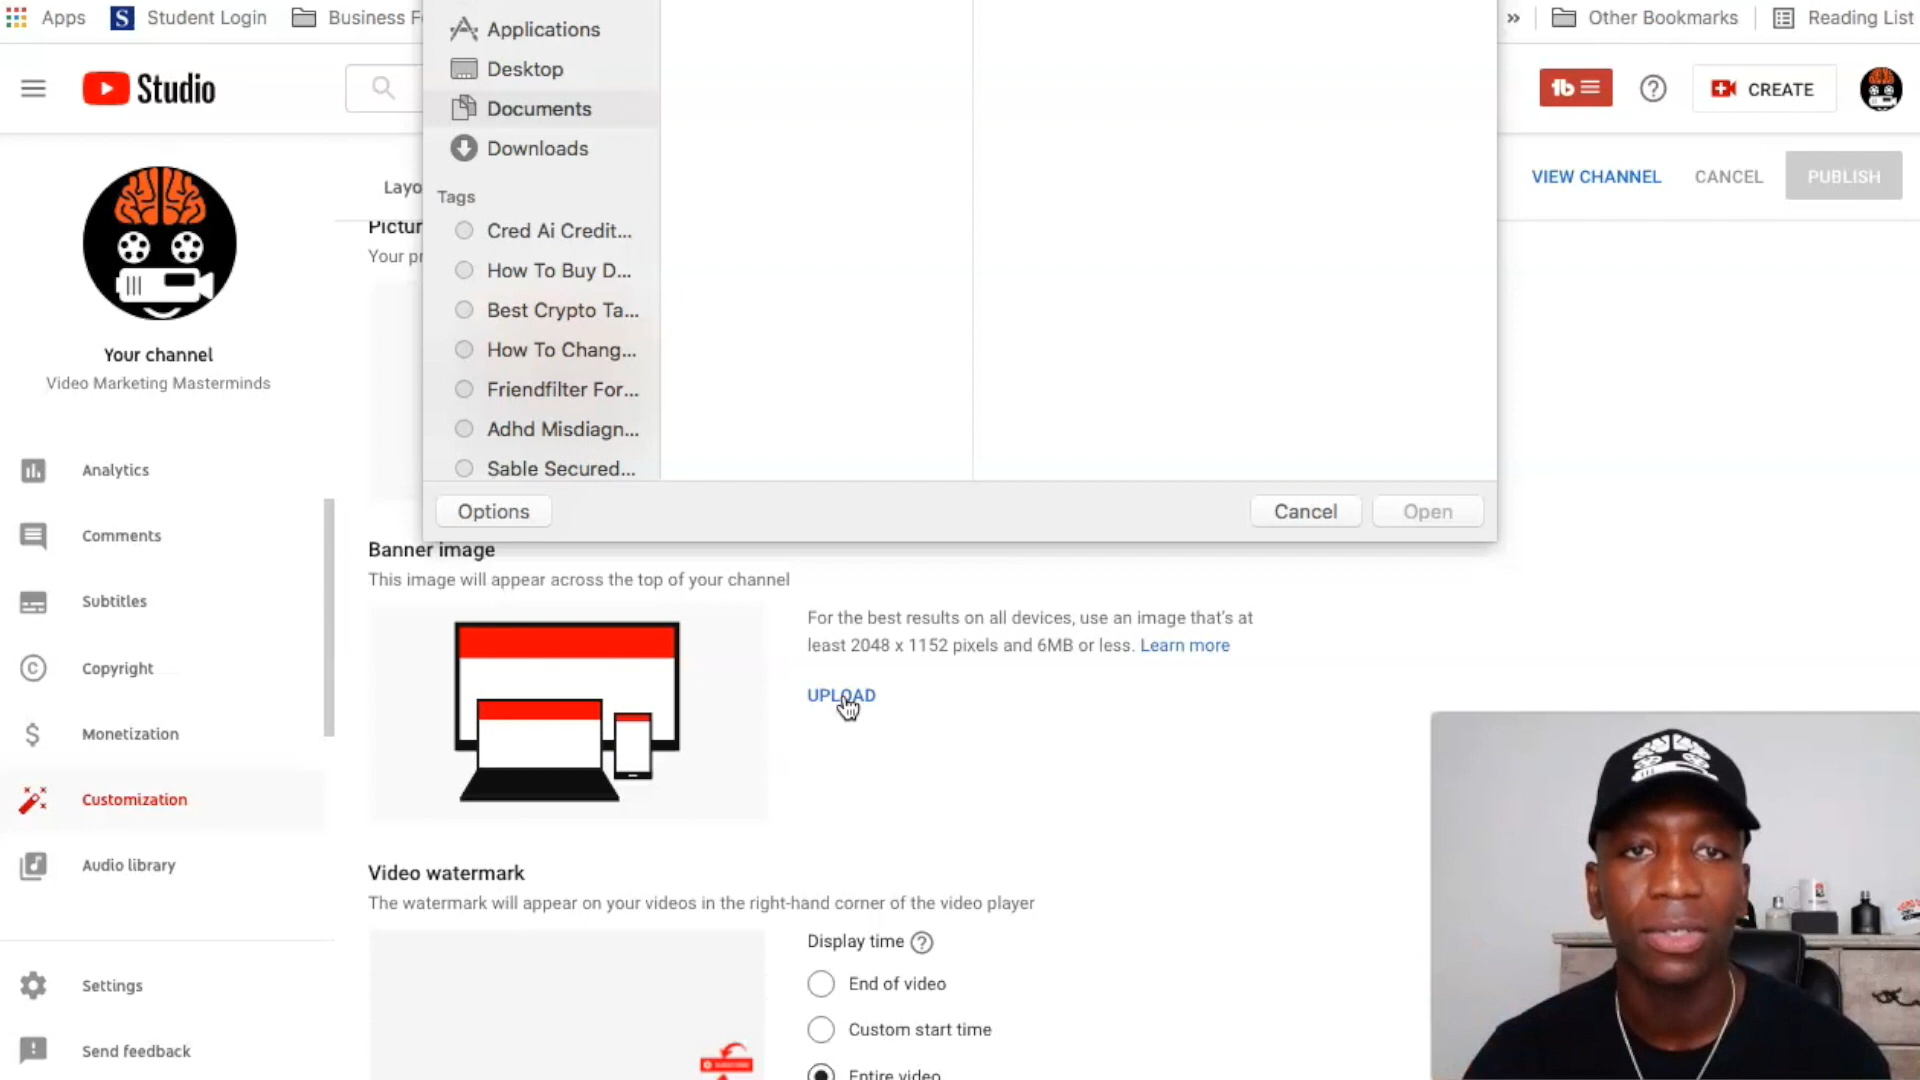 Apps
Student Login
Business F
Other Bookmarks
Reading List
Studio
CREATE
VIEW CHANNEL
CANCEL
PUBLISH
Your channel
Video Marketing Masterminds
Analytics
Comments
Subtitles
Copyright
Monetization
Customization
Audio library
Settings
Send feedback
Applications
Desktop
Documents
Downloads
Tags
Cred Ai Credit...
How To Buy D...
Best Crypto Ta...
How To Chang...
Friendfilter For...
Adhd Misdiagn...
Sable Secured...
Options
Cancel
Open
Layo
Pictur
Your pr
Banner image
This image will appear across the top of your channel
For the best results on all devices, use an image that's at
least 2048 x 1152 pixels and 6MB or less. Learn more
UPLOAD
Video watermark
The watermark will appear on your videos in the right-hand corner of the video player
Display time
End of video
Custom start time
Entire video